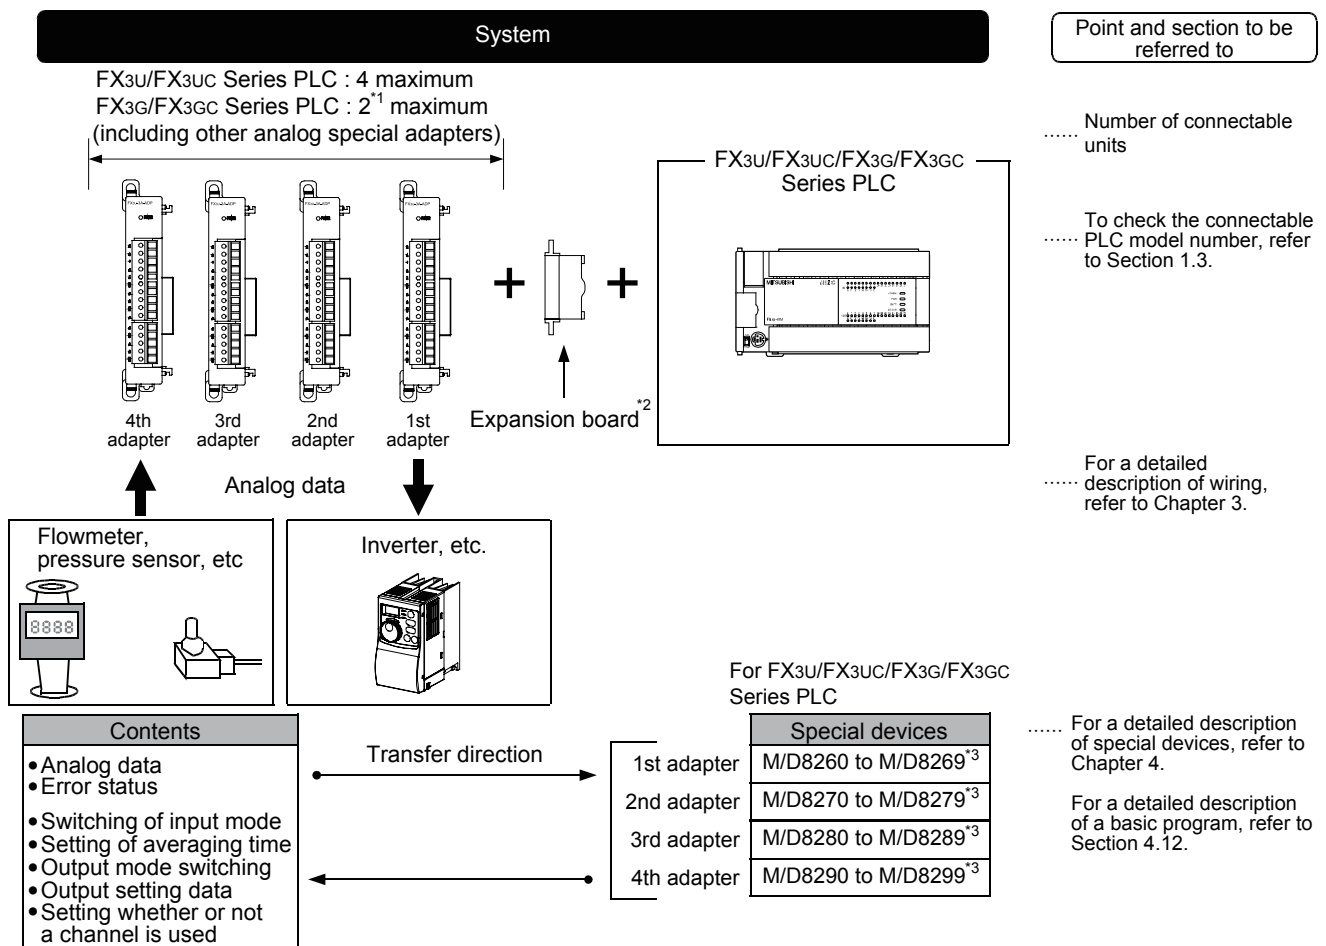 System
Point and section to be
referred to
FX3U/FX3UC Series PLC : 4 maximum
FX3G/FX3GC Series PLC : 2*1 maximum
(including other analog special adapters)
...... Number of connectable
units
FX3U/FX3UC/FX3G/FX3GC
Series PLC
...... To check the connectable
PLC model number, refer
to Section 1.3.
MITSUBISHI
4th
adapter
3rd
adapter
2nd
adapter
1st
adapter
Expansion board*2
Analog data
...... For a detailed
description of wiring,
refer to Chapter 3.
Flowmeter,
pressure sensor, etc
8888
Inverter, etc.
For FX3U/FX3UC/FX3G/FX3GC
Series PLC
Contents
•Analog data
•Error status
•Switching of input mode
•Setting of averaging time
•Output mode switching
•Output setting data
•Setting whether or not
a channel is used
Transfer direction
Special devices
1st adapter M/D8260 to M/D8269*3
2nd adapter M/D8270 to M/D8279*3
3rd adapter M/D8280 to M/D8289*3
4th adapter M/D8290 to M/D8299*3
...... For a detailed description
of special devices, refer to
Chapter 4.
For a detailed description
of a basic program, refer to
Section 4.12.